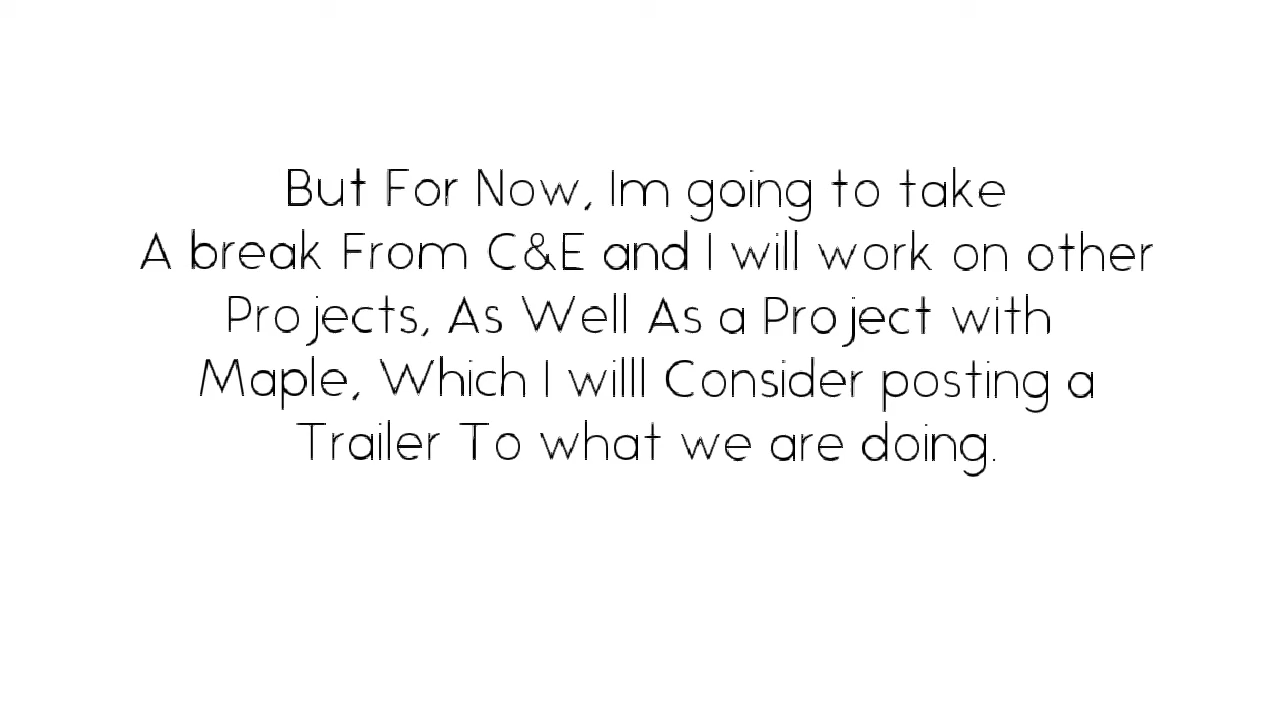 But For Now, Im going to take
A break From C&E and I will work on other
Projects, As Well As a Project with
Maple, Which I willl Consider posting a
Trailer To what we are doing.